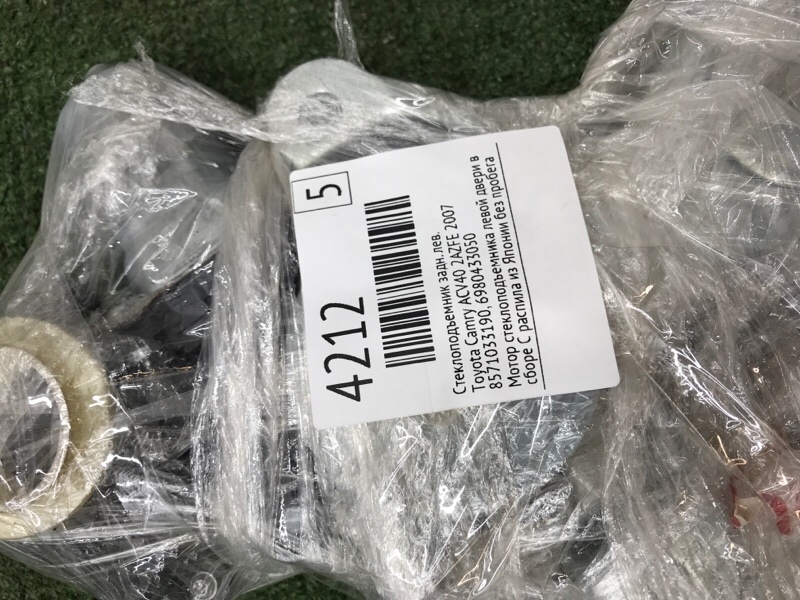 5
4212
Стеклоподъемник задн. лев.
Toyota Camry ACV40 2AZFE 2007
8571033190, 6980433050
Мотор стеклоподъемника левой двери в
сборе С распила из Японии без пробега